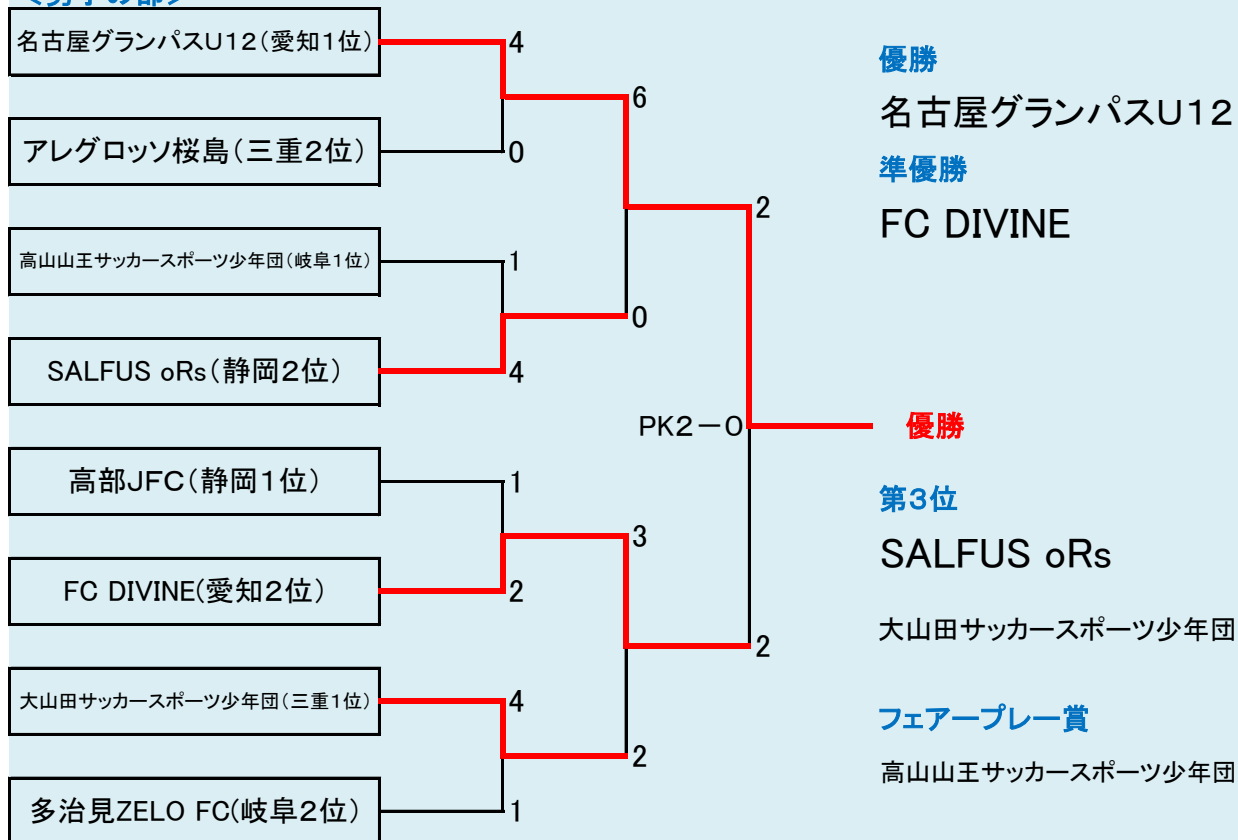 <男子の部>
名古屋グランパスU12(愛知1位)
4
6
アレグロッソ桜島(三重2位)
0
2
高山山王サッカースポーツ少年団(岐阜1位)
1
0
SALFUS oRs(静岡2位)
4
PK2－0
優勝
高部JFC(静岡1位)
1
3
FC DIVINE(愛知2位)
2
2
大山田サッカースポーツ少年団(三重1位)
4
2
多治見ZELO FC(岐阜2位)
1
優勝
名古屋グランパスU12
準優勝
FC DIVINE
第3位
SALFUS oRs
大山田サッカースポーツ少年団
フェアープレー賞
高山山王サッカースポーツ少年団